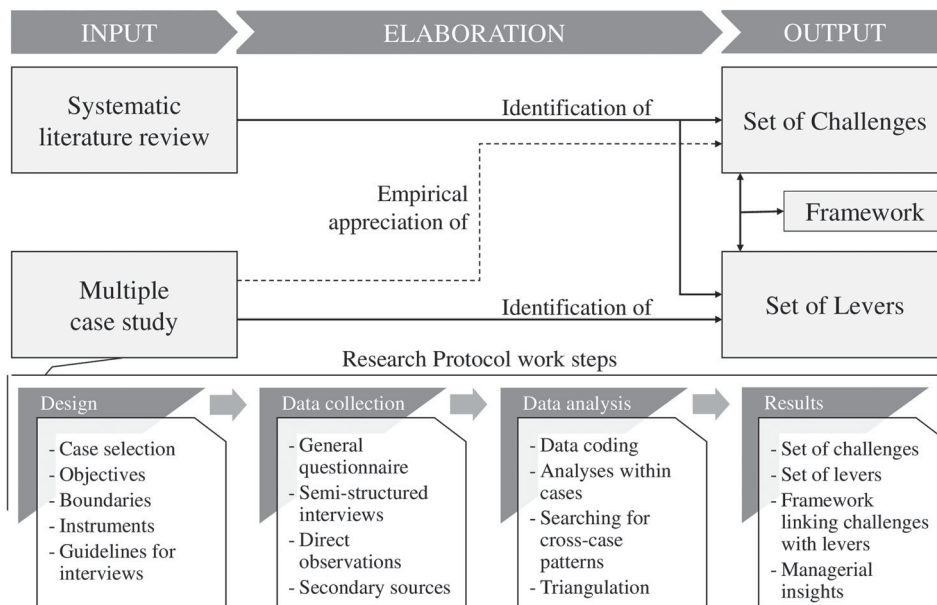 INPUT
ELABORATION
OUTPUT
Systematic
literature review
Identification of
Set of Challenges
Empirical
appreciation of
Framework
Multiple
case study
Identification of
Set of Levers
Research Protocol work steps
Design
- Case selection
- Objectives
- Boundaries
- Instruments
- Guidelines for
interviews
Data collection
- General
questionnaire
- Semi-structured
interviews
- Direct
observations
- Secondary sources
Data analysis
- Data coding
- Analyses within
cases
- Searching for
cross-case
patterns
- Triangulation
Results
- Set of challenges
- Set of levers
- Framework
linking challenges
with levers
- Managerial
insights